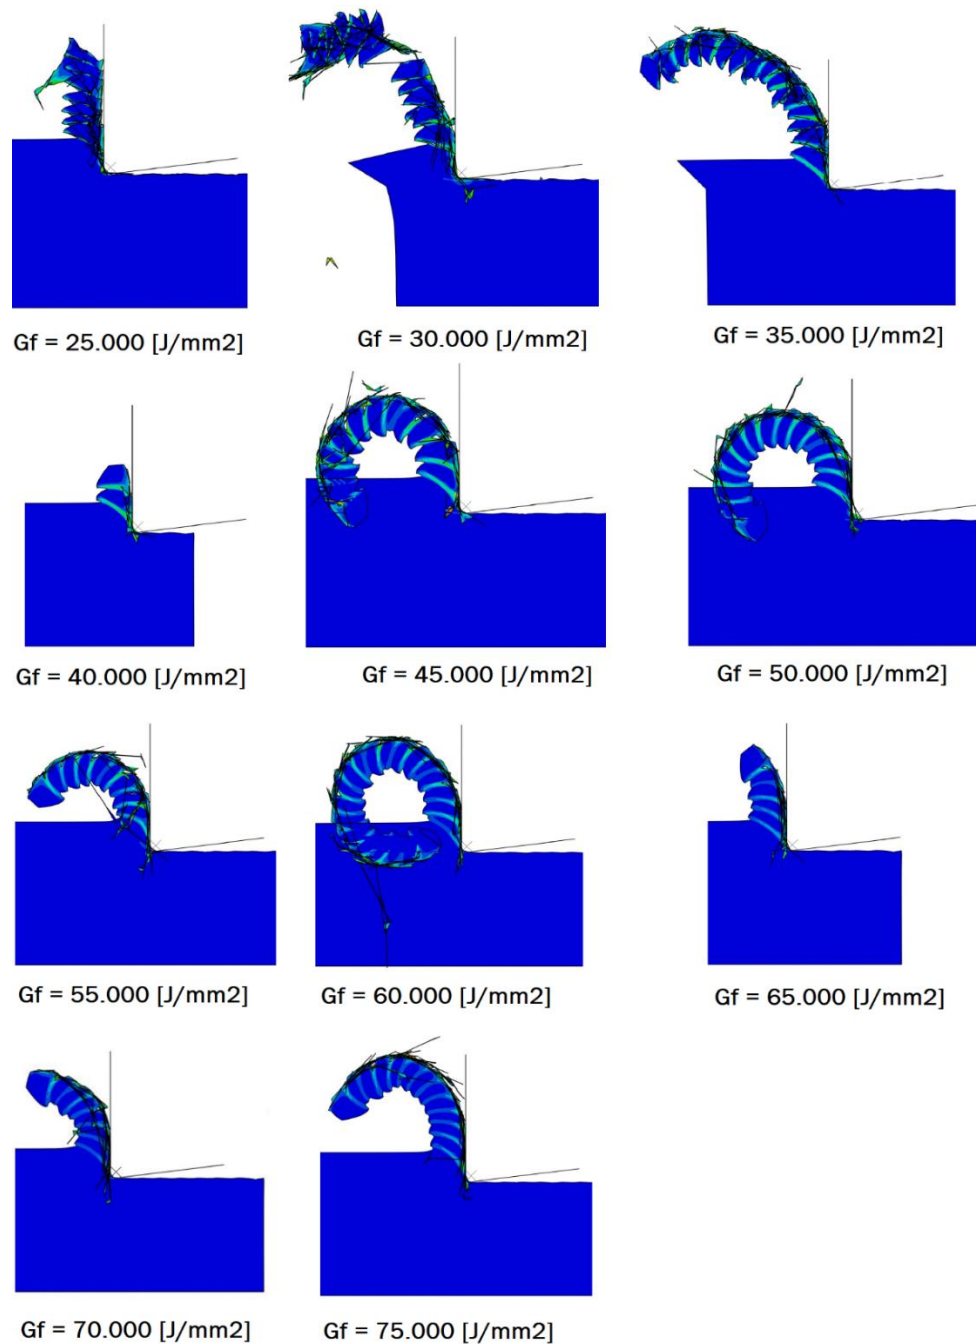 Gf = 25.000 [J/mm2]
Gf = 30.000 [J/mm2]
Gf = 35.000 [J/mm2]
Gf = 40.000 [J/mm2]
Gf = 45.000 [J/mm2]
Gf = 50.000 [J/mm2]
Gf = 55.000 [J/mm2]
Gf = 60.000 [J/mm2]
Gf = 65.000 [J/mm2]
Gf = 70.000 [J/mm2]
Gf = 75.000 [J/mm2]